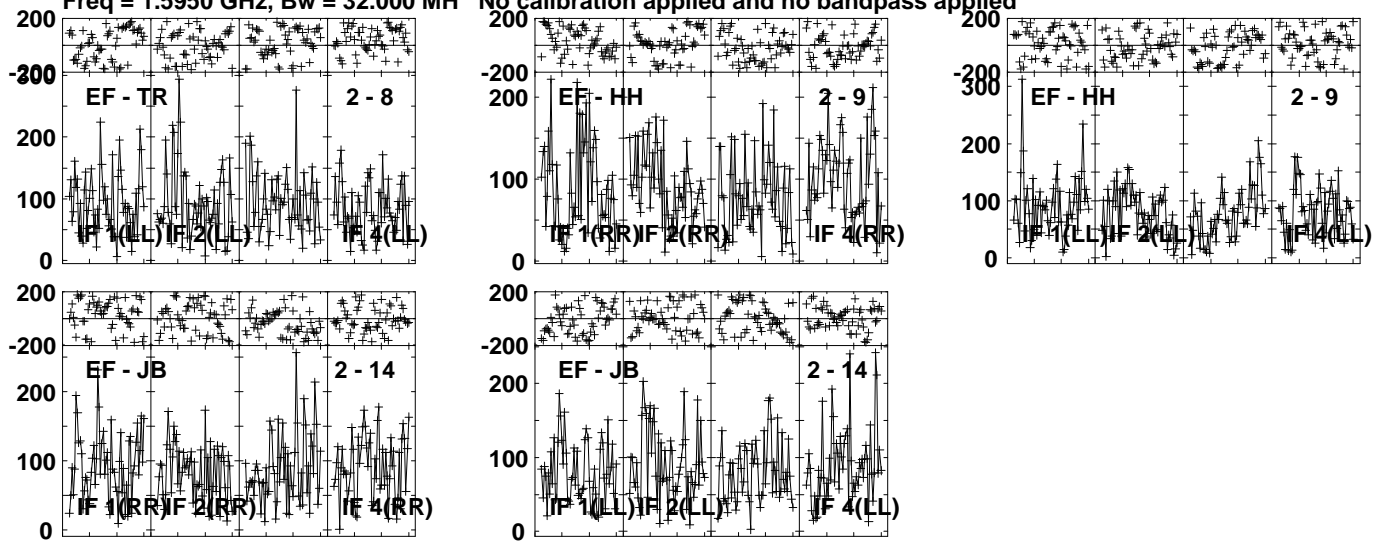 Freq = 1.5950 GHz, Bw = 32.000 MH No calibration applied and no bandpass applied
200
-200
300
EF - TR 2 - 8
200
100
0
IF 1(LL) IF 2(LL) IF 4(LL)
200
-200
200
EF - HH 2 - 9
100
0
IF 1(RR) IF 2(RR) IF 4(RR)
200
-200
300
EF - HH 2 - 9
200
100
0
IF 1(LL) IF 2(LL) IF 4(LL)
200
-200
EF - JB 2 - 14
200
100
0
IF 1(RR) IF 2(RR) IF 4(RR)
200
-200
EF - JB 2 - 14
200
100
0
IF 1(LL) IF 2(LL) IF 4(LL)